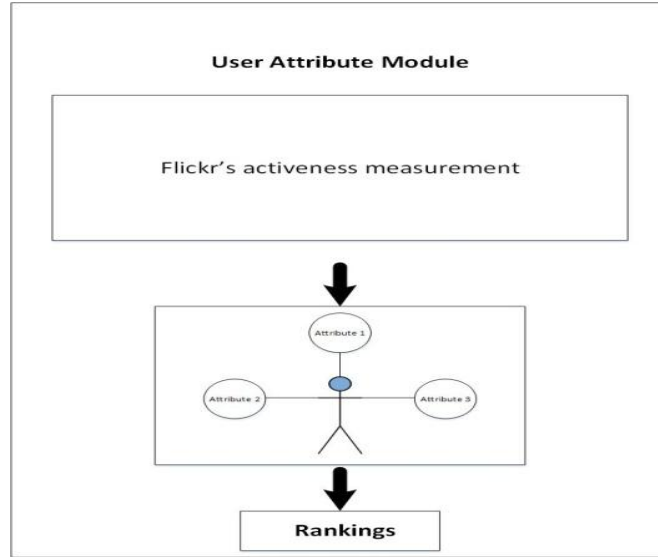 User Attribute Module
Flickr's activeness measurement
Attribute 1
Attribute 2
Attribute 3
Rankings